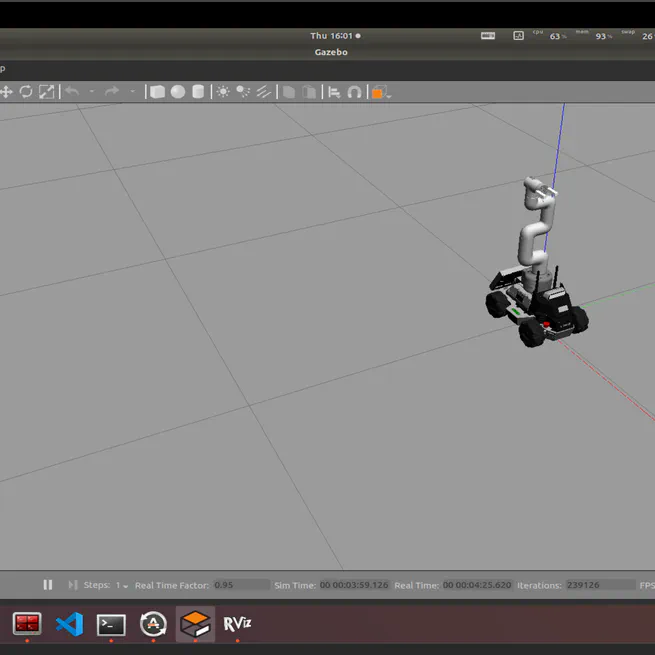 Thu 16:01
cpu 63% mem 93% swap 26
Gazebo
p
Steps: 1 Real Time Factor: 0.95 Sim Time: 00 00:03:59.126 Real Time: 00 00:04:25.620 Iterations: 239126 FPS
RViz